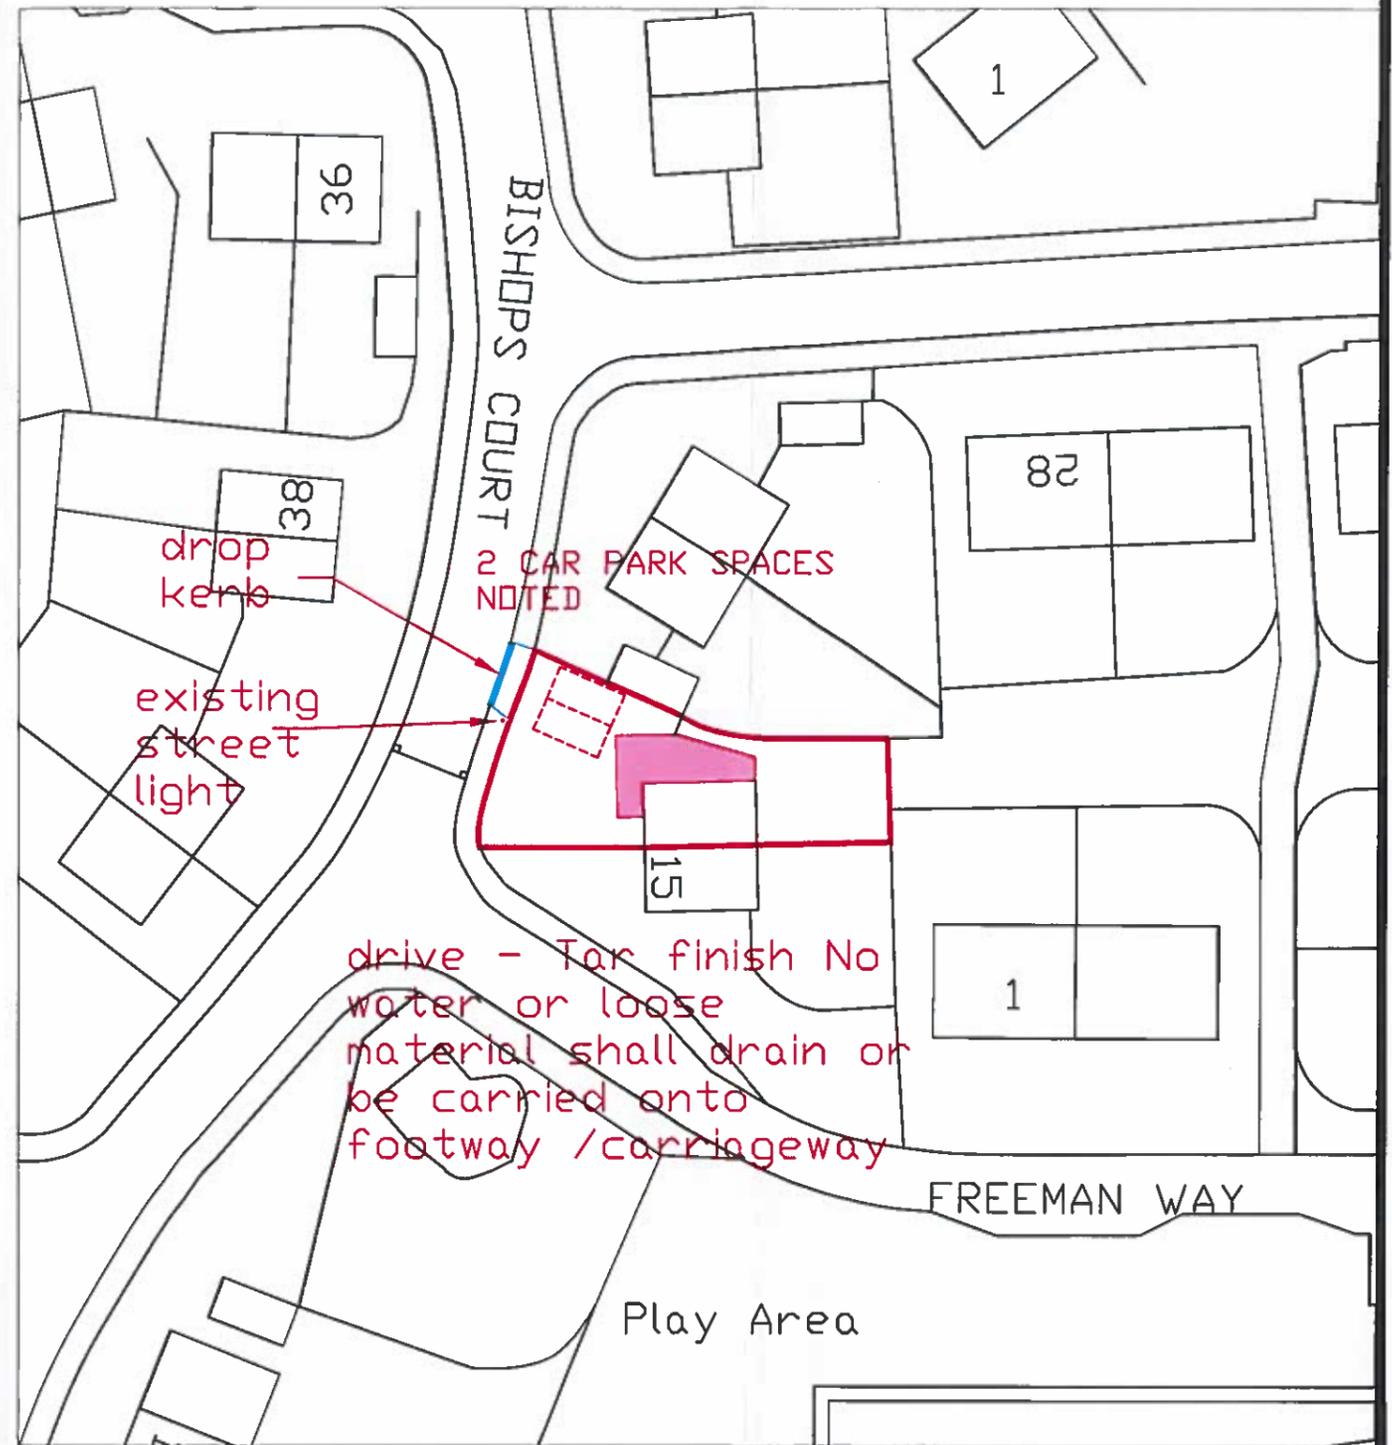 1
36
BISHOPS COURT
28
38
drop
kerb
2 CAR PARK SPACES
NOTED
existing
street
light
15
drive - Tar finish No
water or loose
material shall drain or
be carried onto
footway /carriageway
1
FREEMAN WAY
Play Area